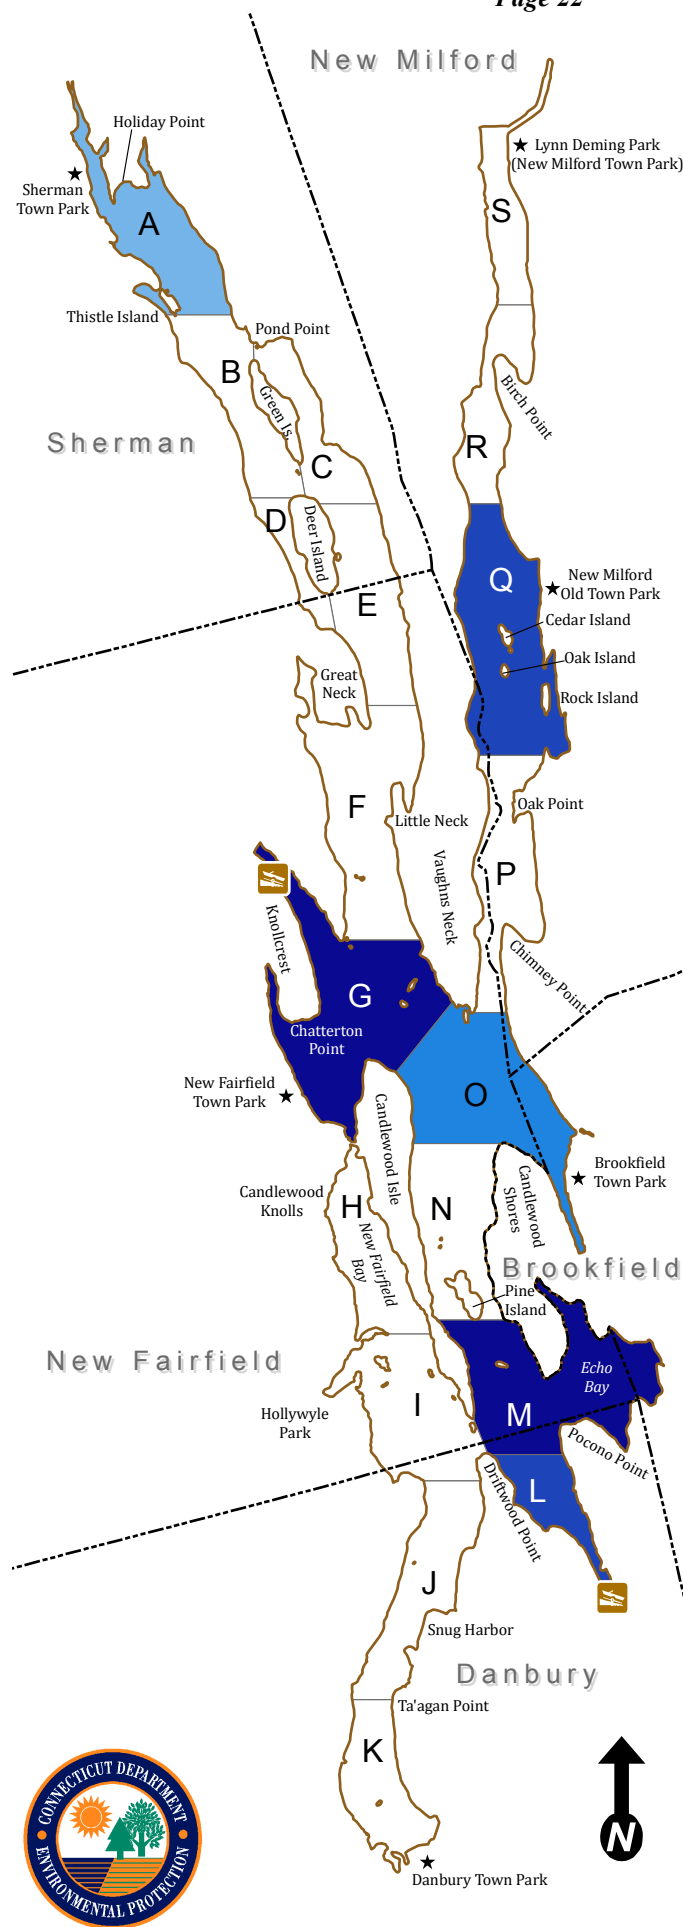 Page 22
New Milford
Holiday Point
Lynn Deming Park
(New Milford Town Park)
Sherman
Town Park
A
S
Thistle Island
Pond Point
B
Birch Point
Green Is.
Sherman
R
C
D
Deer Island
Q
New Milford
Old Town Park
E
Cedar Island
Oak Island
Great
Neck
Rock Island
F
Oak Point
Little Neck
Vaughns Neck
P
Knollcrest
Chimney Point
G
Chatterton
Point
New Fairfield
Town Park
O
Candlewood Isle
Brookfield
Town Park
Candlewood
Knolls
H
N
Candlewood
Shores
New Fairfield
Bay
Brookfield
Pine
Island
New Fairfield
Echo
Bay
Hollywyle
Park
I
M
Pocono Point
Driftwood Point
L
J
Snug Harbor
Danbury
Ta'agan Point
K
CONNECTICUT DEPARTMENT
ENVIRONMENTAL PROTECTION
N
Danbury Town Park